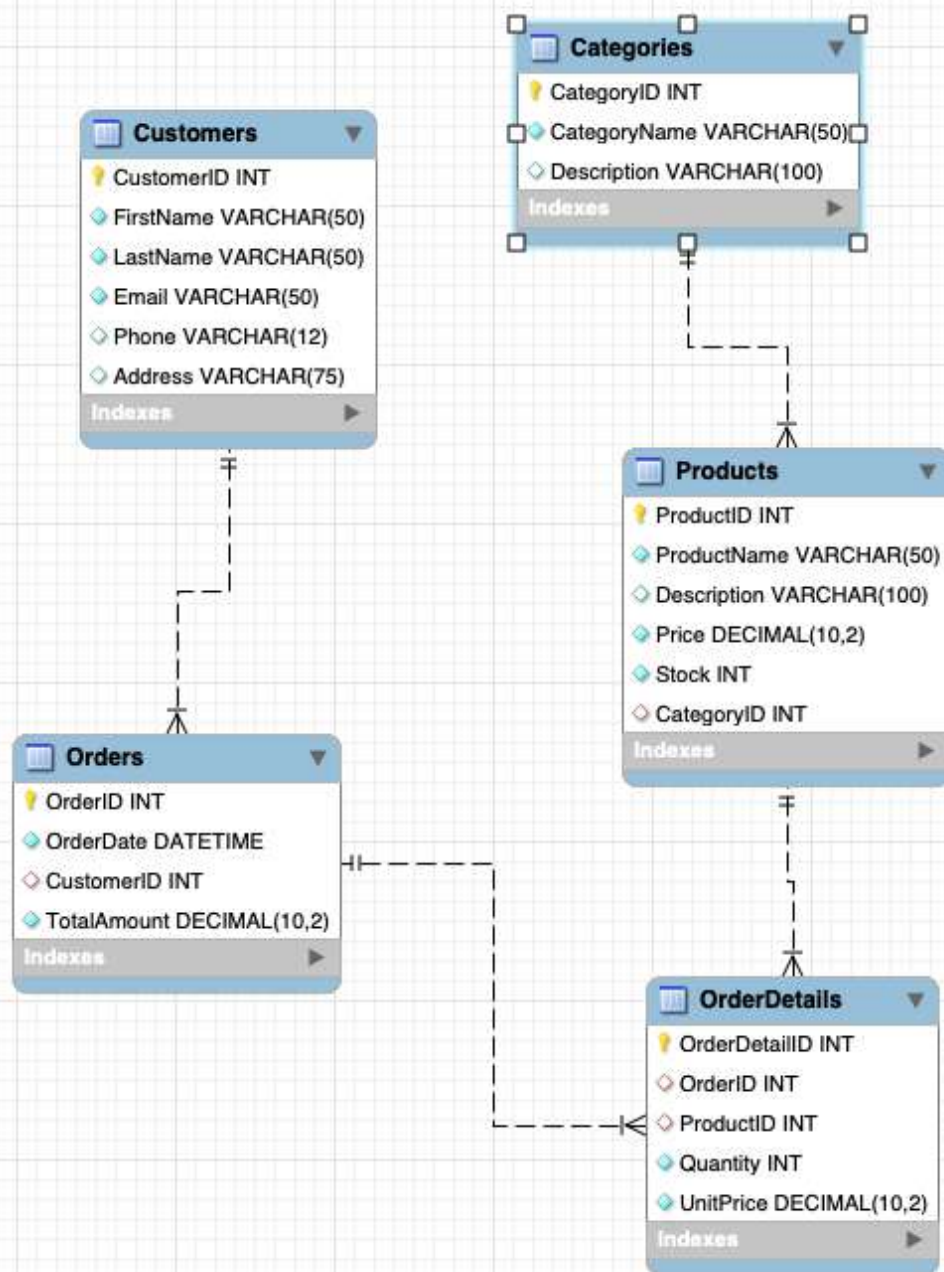 Categories
CategoryID INT
CategoryName VARCHAR(50)
Description VARCHAR(100)
Indexes
Customers
CustomerID INT
FirstName VARCHAR(50)
LastName VARCHAR(50)
Email VARCHAR(50)
Phone VARCHAR(12)
Address VARCHAR(75)
Indexes
Products
ProductID INT
ProductName VARCHAR(50)
Description VARCHAR(100)
Price DECIMAL(10,2)
Stock INT
CategoryID INT
Indexes
Orders
OrderID INT
OrderDate DATETIME
CustomerID INT
TotalAmount DECIMAL(10,2)
Indexes
OrderDetails
OrderDetailID INT
OrderID INT
ProductID INT
Quantity INT
UnitPrice DECIMAL(10,2)
Indexes